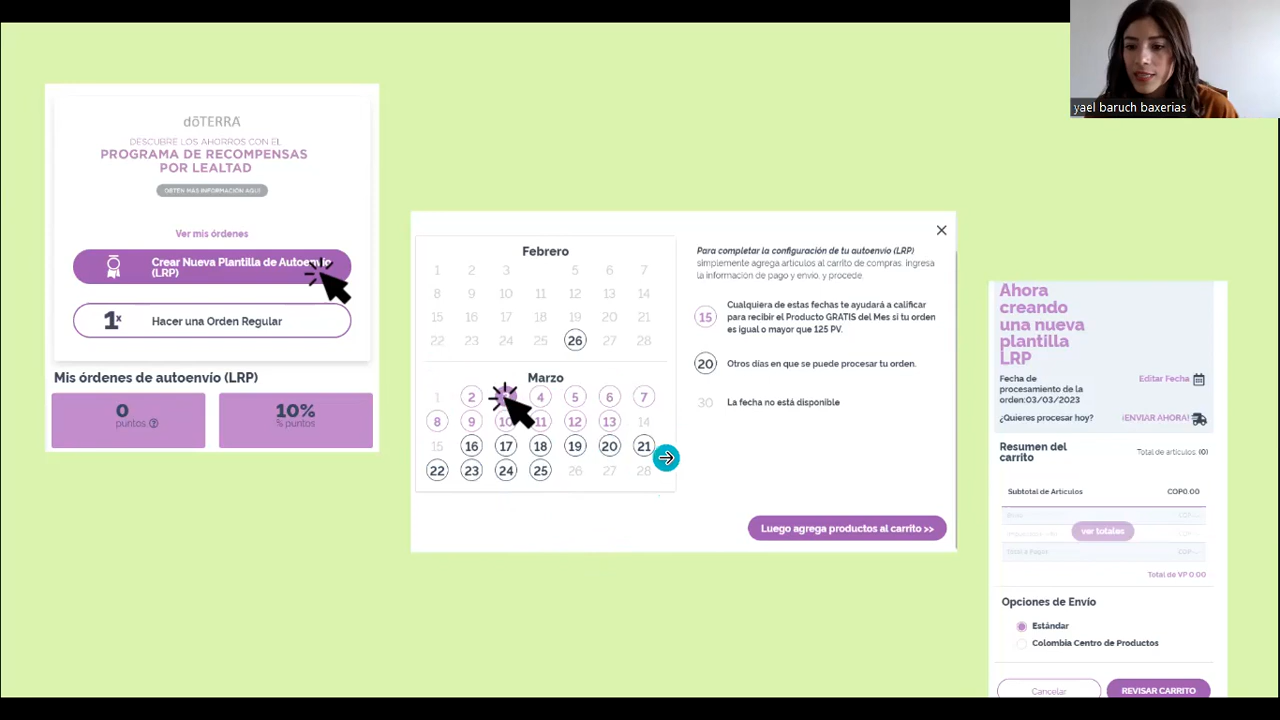 yael baruch baxerias
dōTERRA
DESCUBRE LOS AHORROS CON EL
PROGRAMA DE RECOMPENSAS
POR LEALTAD
OBTÉN MÁS INFORMACIÓN AQUÍ
Ver mis órdenes
Crear Nueva Plantilla de Autoenvío
(LRP)
1x
Hacer una Orden Regular
Mis órdenes de autoenvío (LRP)
0
puntos
10%
% puntos
Febrero
1 2 3 5 6 7
8 9 10 11 12 13 14
15 16 17 18 19 20 21
22 23 24 25 26 27 28
Marzo
1 2 4 5 6 7
8 9 10 11 12 13 14
15 16 17 18 19 20 21
22 23 24 25 26 27 28
Para completar la configuración de tu autoenvío (LRP)
simplemente agrega artículos al carrito de compras, ingresa
la información de pago y envío, y procede.
15
Cualquiera de estas fechas te ayudará a calificar
para recibir el Producto GRATIS del Mes si tu orden
es igual o mayor que 125 PV.
20
Otros días en que se puede procesar tu orden.
30
La fecha no está disponible
Luego agrega productos al carrito >>
Ahora
creando
una nueva
plantilla
LRP
Fecha de
procesamiento de la
orden:03/03/2023
Editar Fecha
¿Quieres procesar hoy?
¡ENVIAR AHORA!
Resumen del
carrito
Total de artículos: (0)
Subtotal de Artículos
COP0.00
ver totales
Total de VP 0.00
Opciones de Envío
Estándar
Colombia Centro de Productos
Cancelar
REVISAR CARRITO